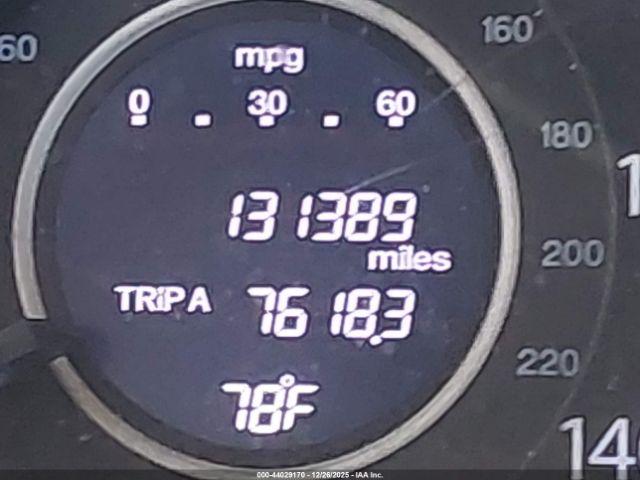 60
160
mpg
0 . 30 . 60
180
131389
miles
200
TRIP A 7618.3
220
78°F
000-44029170 - 12/26/2025 - IAA Inc.